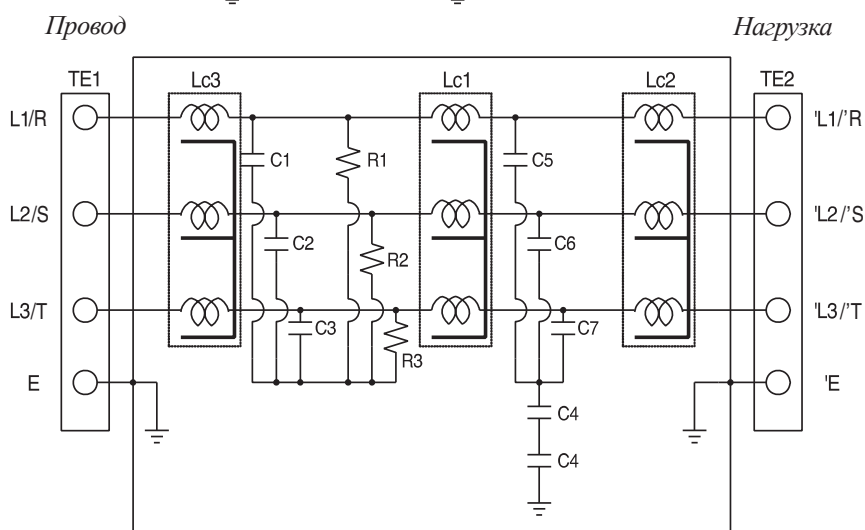 Провод Нагрузка
TE1 Lc3 Lc1 Lc2 TE2
L1/R 'L1/'R
C1 R1 C5
L2/S 'L2/'S
C2 R2 C6
L3/T 'L3/'T
C3 R3 C7
E 'E
C4
C4